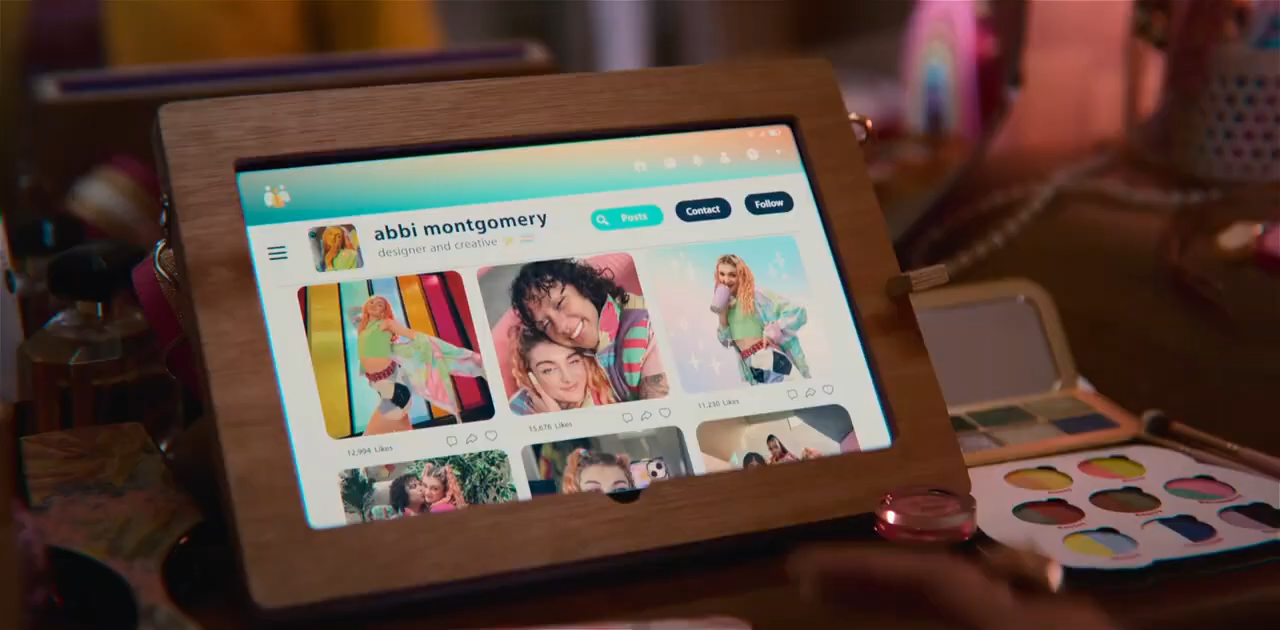 abbi montgomery
designer and creative
Posts
Contact
Follow
12,994 Likes
15,678 Likes
11,230 Likes